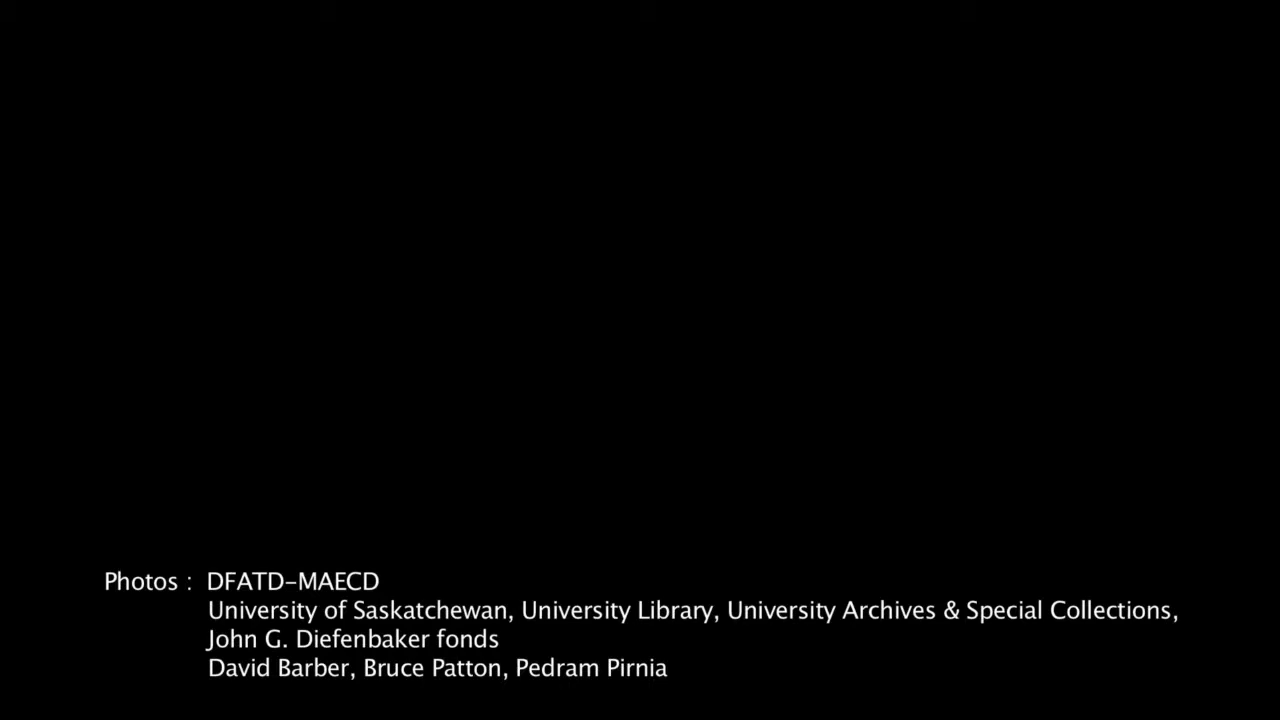 Photos : DFATD-MAECD
University of Saskatchewan, University Library, University Archives & Special Collections,
John G. Diefenbaker fonds
David Barber, Bruce Patton, Pedram Pirnia